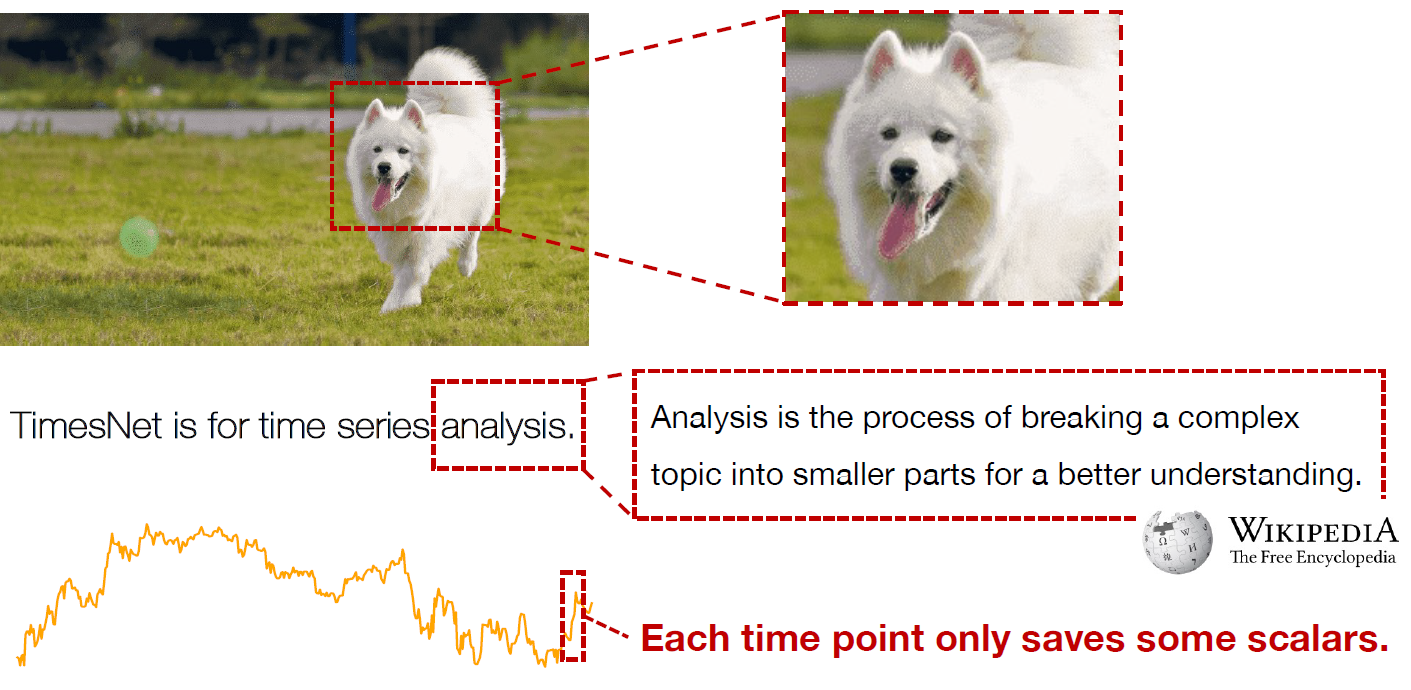 TimesNet is for time series analysis.
Analysis is the process of breaking a complex
topic into smaller parts for a better understanding.
WIKIPEDIA
The Free Encyclopedia
Each time point only saves some scalars.